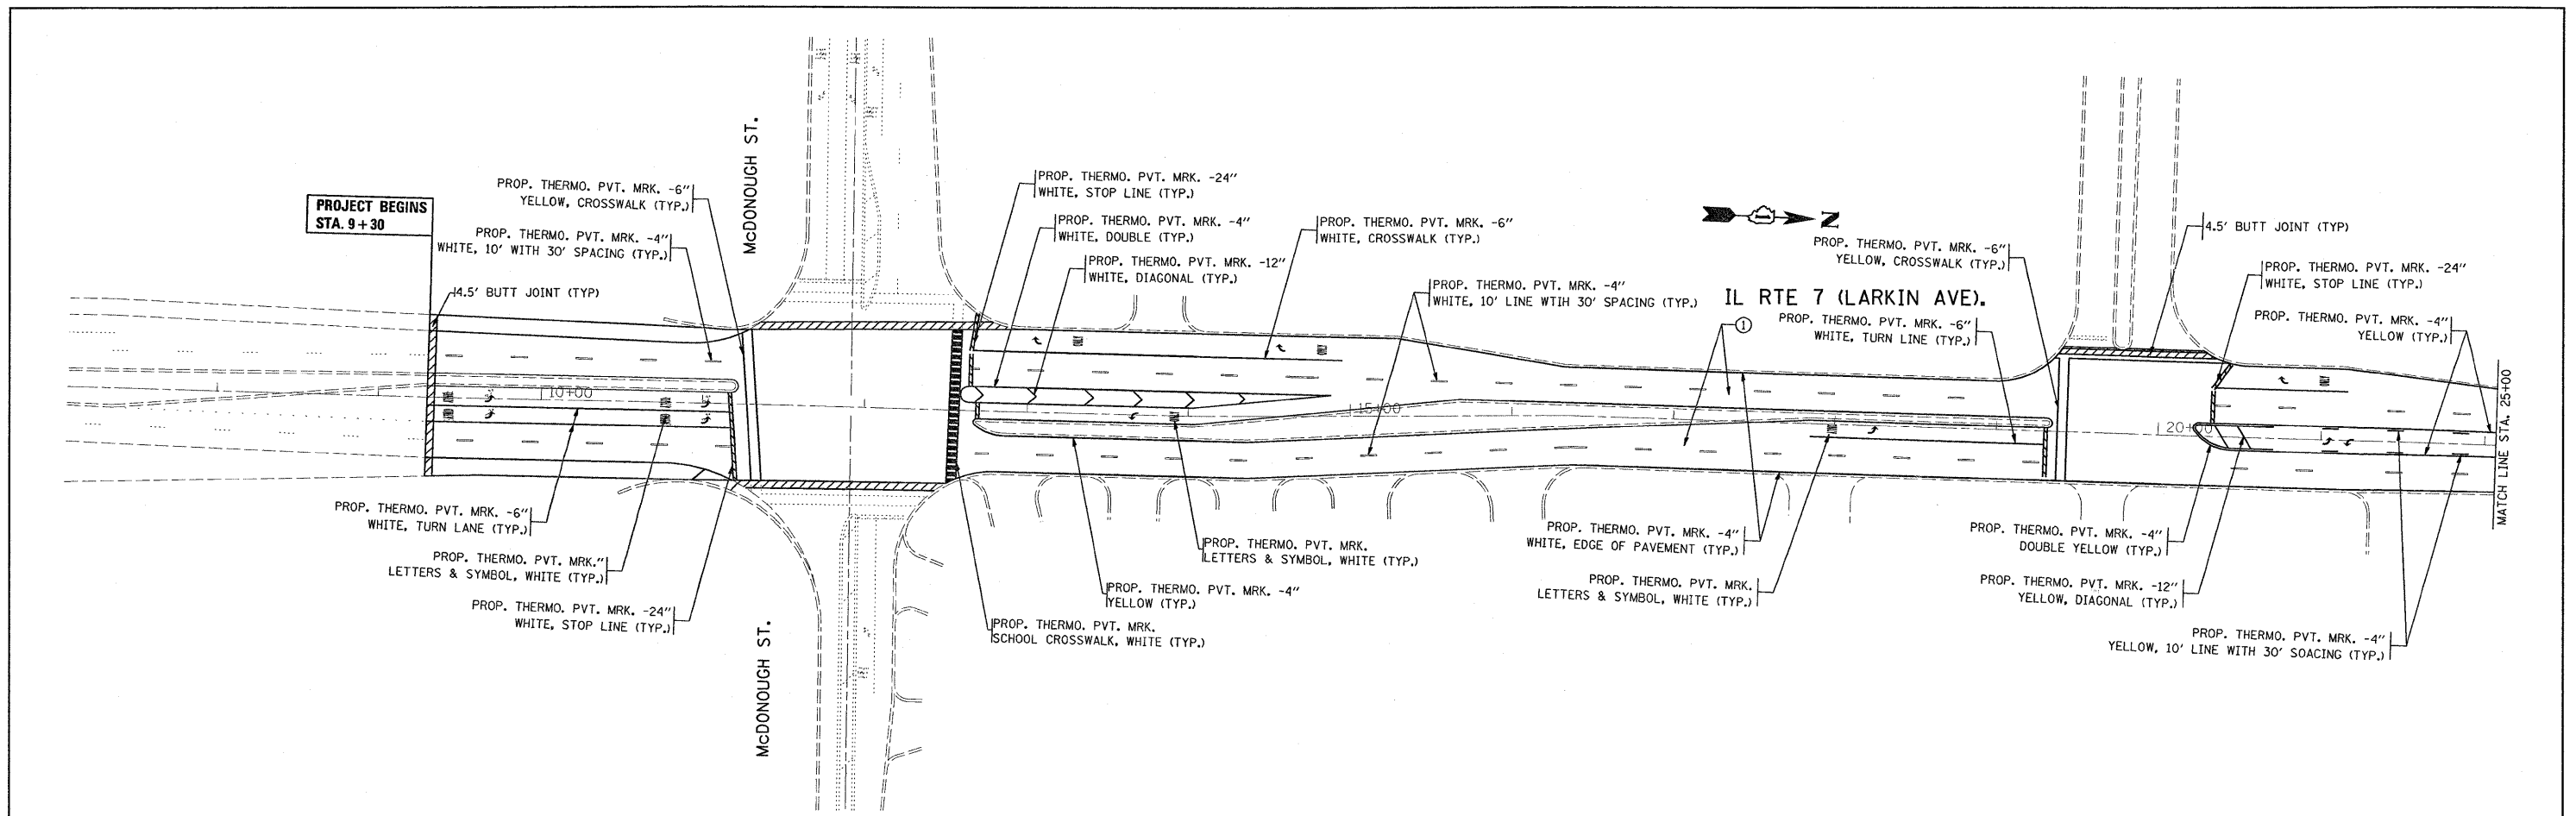 McDONOUGH ST.
PROP. THERMO. PVT. MRK. -6"
YELLOW, CROSSWALK (TYP.)
PROJECT BEGINS
STA. 9+30
PROP. THERMO. PVT. MRK. -4"
WHITE, 10' WITH 30' SPACING (TYP.)
4.5' BUTT JOINT (TYP)
PROP. THERMO. PVT. MRK. -24"
WHITE, STOP LINE (TYP.)
PROP. THERMO. PVT. MRK. -4"
WHITE, DOUBLE (TYP.)
PROP. THERMO. PVT. MRK. -12"
WHITE, DIAGONAL (TYP.)
PROP. THERMO. PVT. MRK. -6"
WHITE, CROSSWALK (TYP.)
PROP. THERMO. PVT. MRK. -4"
WHITE, 10' LINE WTIH 30' SPACING (TYP.)
N
IL RTE 7 (LARKIN AVE).
1
PROP. THERMO. PVT. MRK. -6"
YELLOW, CROSSWALK (TYP.)
PROP. THERMO. PVT. MRK. -6"
WHITE, TURN LINE (TYP.)
4.5' BUTT JOINT (TYP)
PROP. THERMO. PVT. MRK. -24"
WHITE, STOP LINE (TYP.)
PROP. THERMO. PVT. MRK. -4"
YELLOW (TYP.)
10+00
15+00
20+00
MATCH LINE STA. 25+00
PROP. THERMO. PVT. MRK. -6"
WHITE, TURN LANE (TYP.)
PROP. THERMO. PVT. MRK."
LETTERS & SYMBOL, WHITE (TYP.)
PROP. THERMO. PVT. MRK. -24"
WHITE, STOP LINE (TYP.)
McDONOUGH ST.
PROP. THERMO. PVT. MRK.
LETTERS & SYMBOL, WHITE (TYP.)
PROP. THERMO. PVT. MRK. -4"
YELLOW (TYP.)
PROP. THERMO. PVT. MRK.
SCHOOL CROSSWALK, WHITE (TYP.)
PROP. THERMO. PVT. MRK. -4"
WHITE, EDGE OF PAVEMENT (TYP.)
PROP. THERMO. PVT. MRK.
LETTERS & SYMBOL, WHITE (TYP.)
PROP. THERMO. PVT. MRK. -4"
DOUBLE YELLOW (TYP.)
PROP. THERMO. PVT. MRK. -12"
YELLOW, DIAGONAL (TYP.)
PROP. THERMO. PVT. MRK. -4"
YELLOW, 10' LINE WITH 30' SOACING (TYP.)